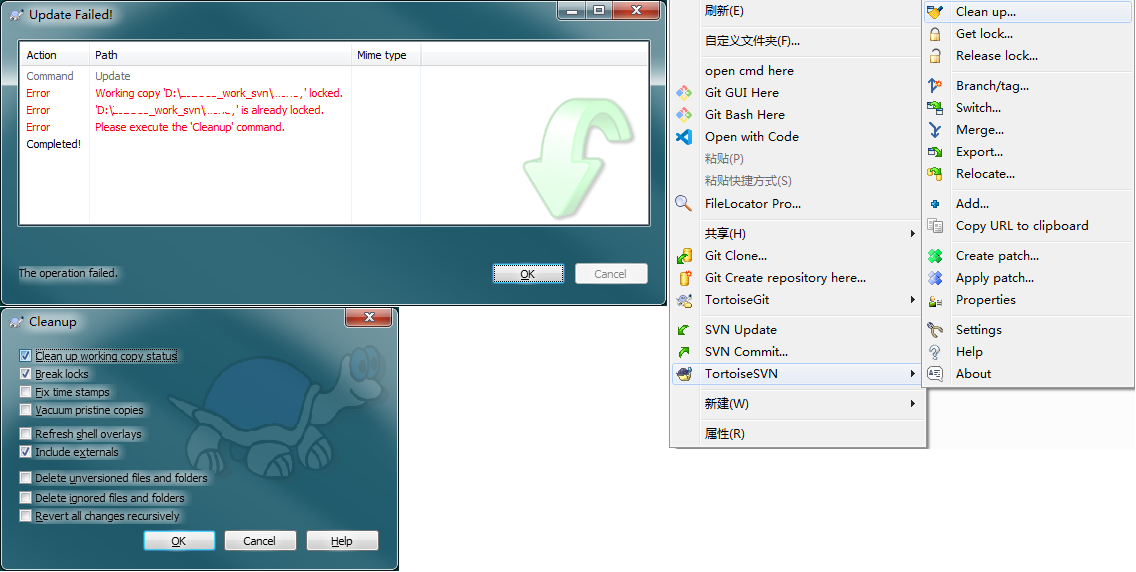 Update Failed!
Action Path Mime type
Command Update
Error Working copy 'D:\ _work_svn\ ' locked.
Error 'D:\ _work_svn\ ' is already locked.
Error Please execute the 'Cleanup' command.
Completed!
The operation failed.
OK Cancel
Cleanup
Clean up working copy status
Break locks
Fix time stamps
Vacuum pristine copies
Refresh shell overlays
Include externals
Delete unversioned files and folders
Delete ignored files and folders
Revert all changes recursively
OK Cancel Help
刷新(E)
自定义文件夹(F)...
open cmd here
Git GUI Here
Git Bash Here
Open with Code
粘贴(P)
粘贴快捷方式(S)
FileLocator Pro...
共享(H)
Git Clone...
Git Create repository here...
TortoiseGit
SVN Update
SVN Commit...
TortoiseSVN
新建(W)
属性(R)
Clean up...
Get lock...
Release lock...
Branch/tag...
Switch...
Merge...
Export...
Relocate...
Add...
Copy URL to clipboard
Create patch...
Apply patch...
Properties
Settings
Help
About